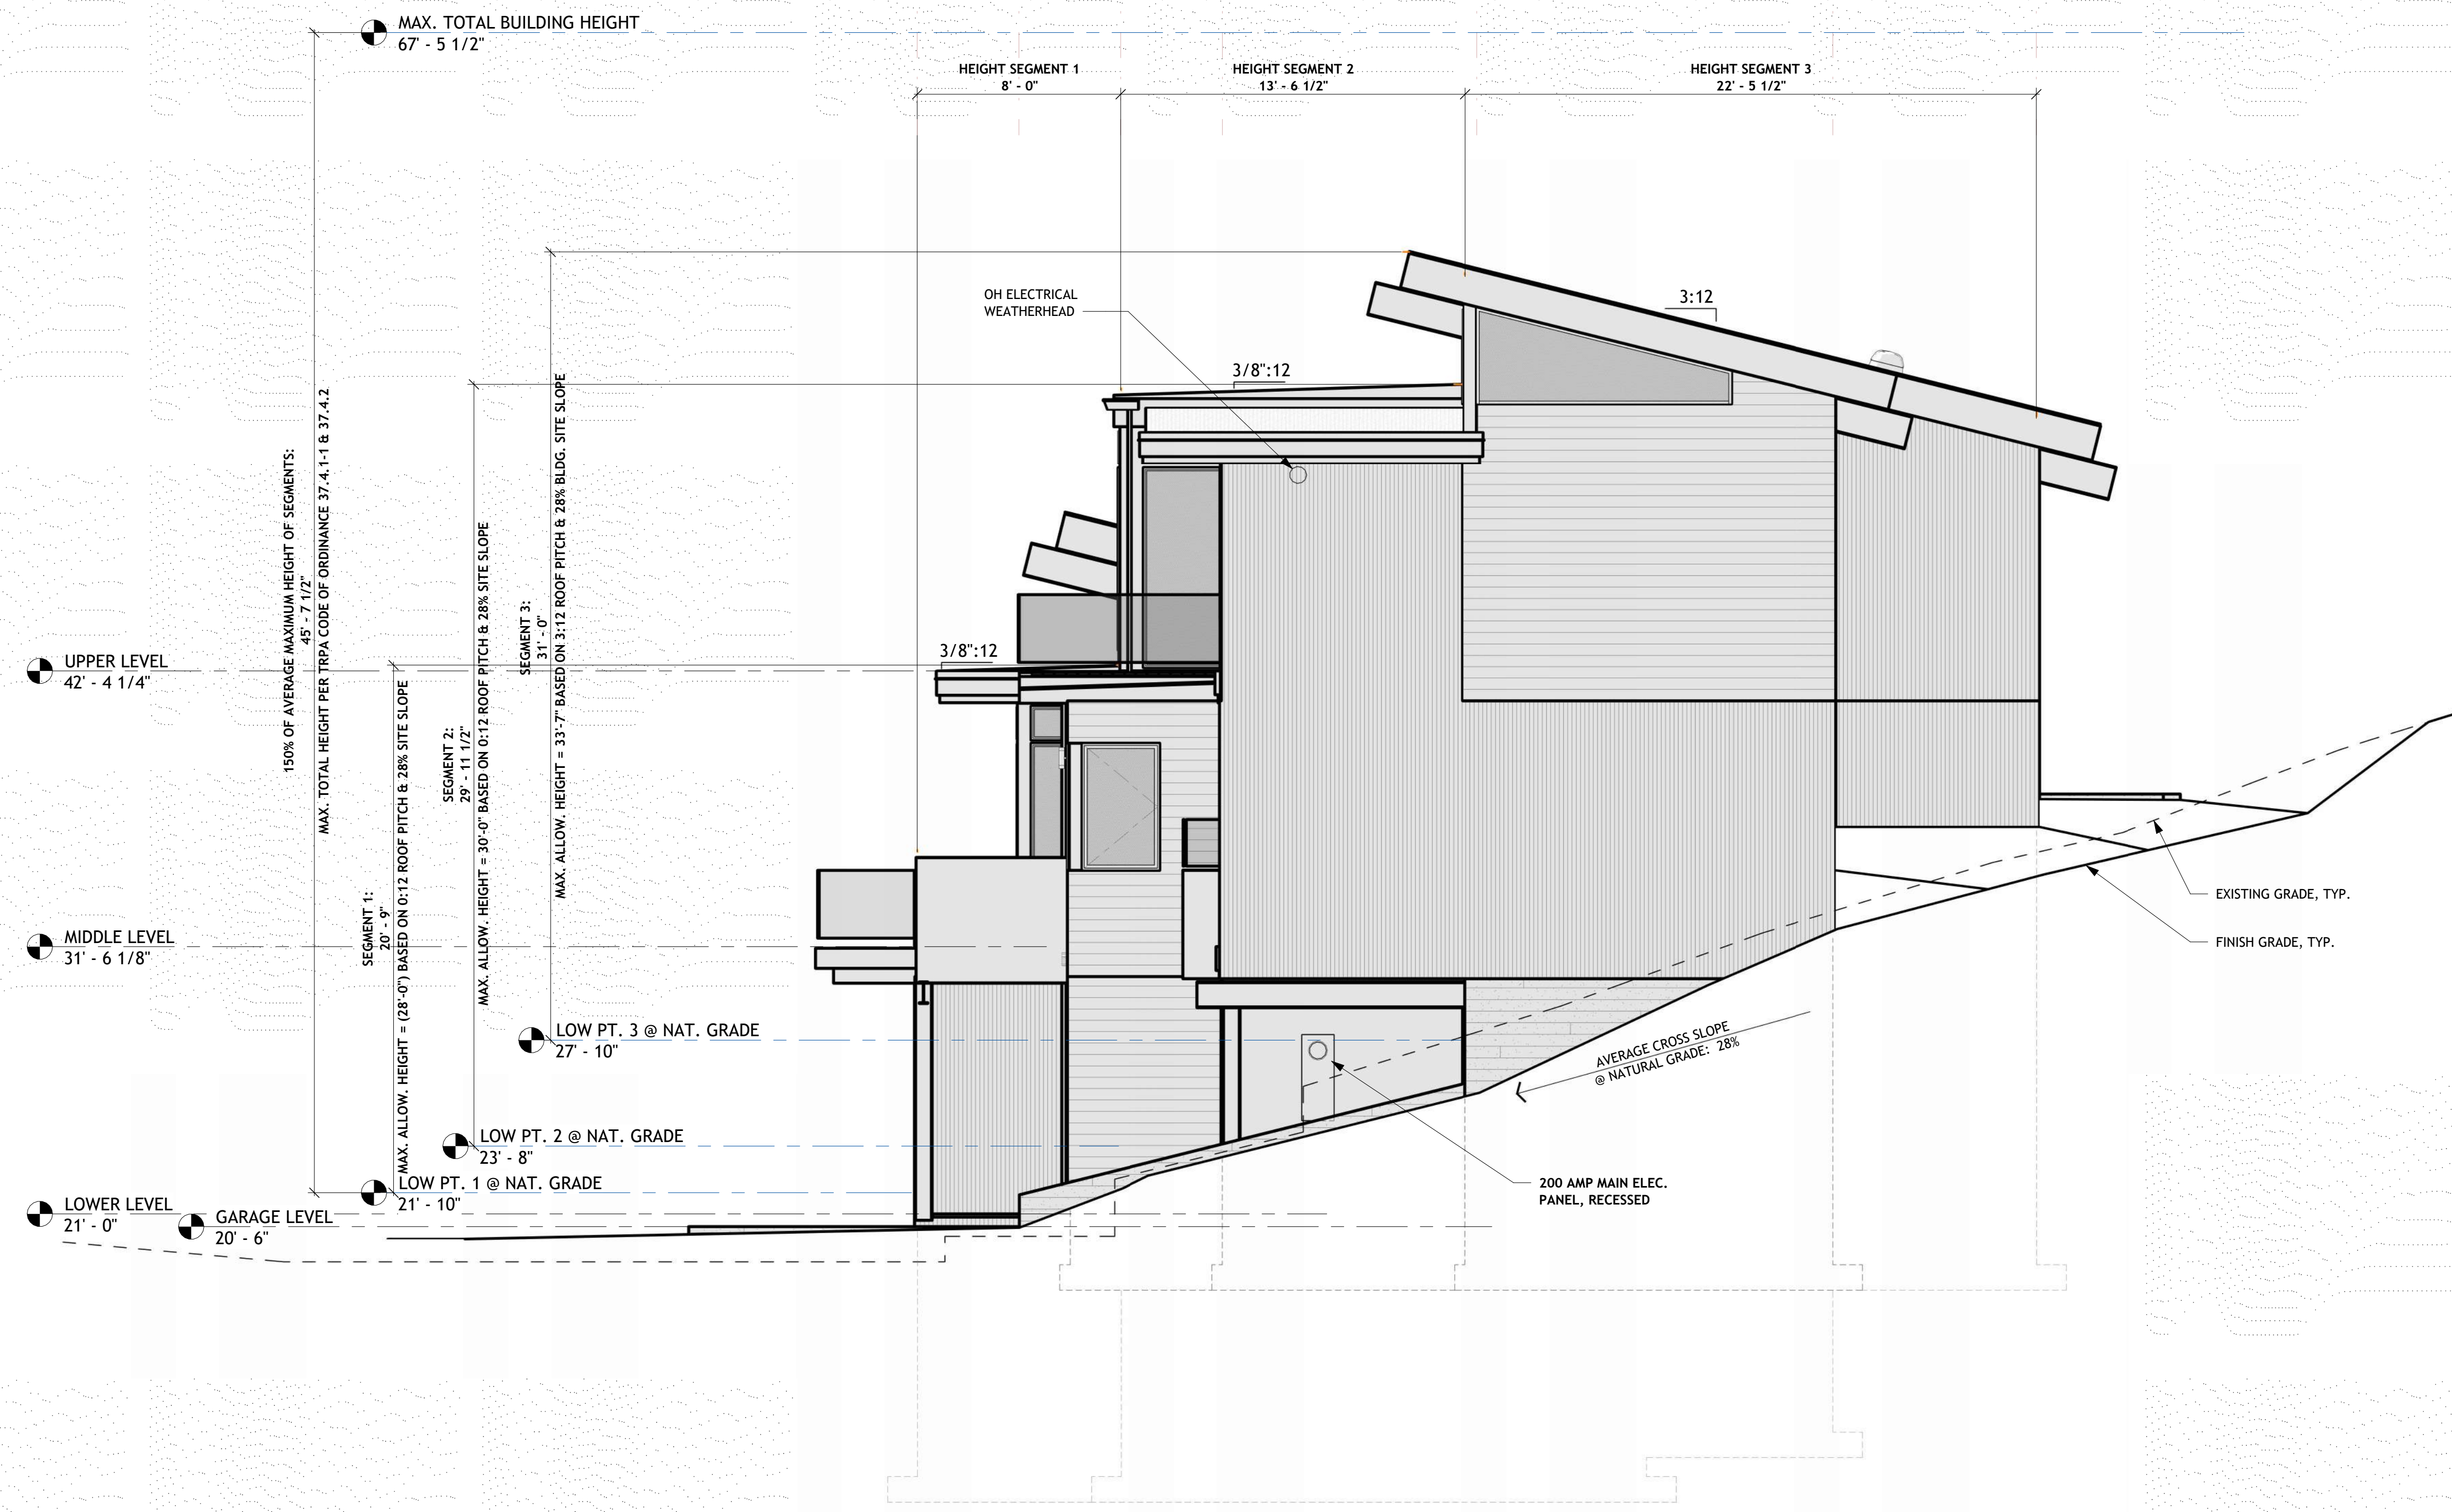 MAX. TOTAL BUILDING HEIGHT
67' - 5 1/2"
HEIGHT SEGMENT 1
8' - 0"
HEIGHT SEGMENT 2
13' - 6 1/2"
HEIGHT SEGMENT 3
22' - 5 1/2"
OH ELECTRICAL
WEATHERHEAD
3:12
3/8":12
3/8":12
150% OF AVERAGE MAXIMUM HEIGHT OF SEGMENTS:
45' - 7 1/2"
MAX. TOTAL HEIGHT PER TRPA CODE OF ORDINANCE 37.4.1-1 & 37.4.2
SEGMENT 1:
20' - 9"
MAX. ALLOW. HEIGHT = (28'-0") BASED ON 0:12 ROOF PITCH & 28% SITE SLOPE
SEGMENT 2:
29' - 11 1/2"
MAX. ALLOW. HEIGHT = 30'-0" BASED ON 0:12 ROOF PITCH & 28% SITE SLOPE
SEGMENT 3:
31' - 0"
MAX. ALLOW. HEIGHT = 33'-7" BASED ON 3:12 ROOF PITCH & 28% BLDG. SITE SLOPE
UPPER LEVEL
42' - 4 1/4"
MIDDLE LEVEL
31' - 6 1/8"
EXISTING GRADE, TYP.
FINISH GRADE, TYP.
LOW PT. 3 @ NAT. GRADE
27' - 10"
AVERAGE CROSS SLOPE
@ NATURAL GRADE: 28%
LOW PT. 2 @ NAT. GRADE
23' - 8"
LOW PT. 1 @ NAT. GRADE
21' - 10"
200 AMP MAIN ELEC.
PANEL, RECESSED
LOWER LEVEL
21' - 0"
GARAGE LEVEL
20' - 6"